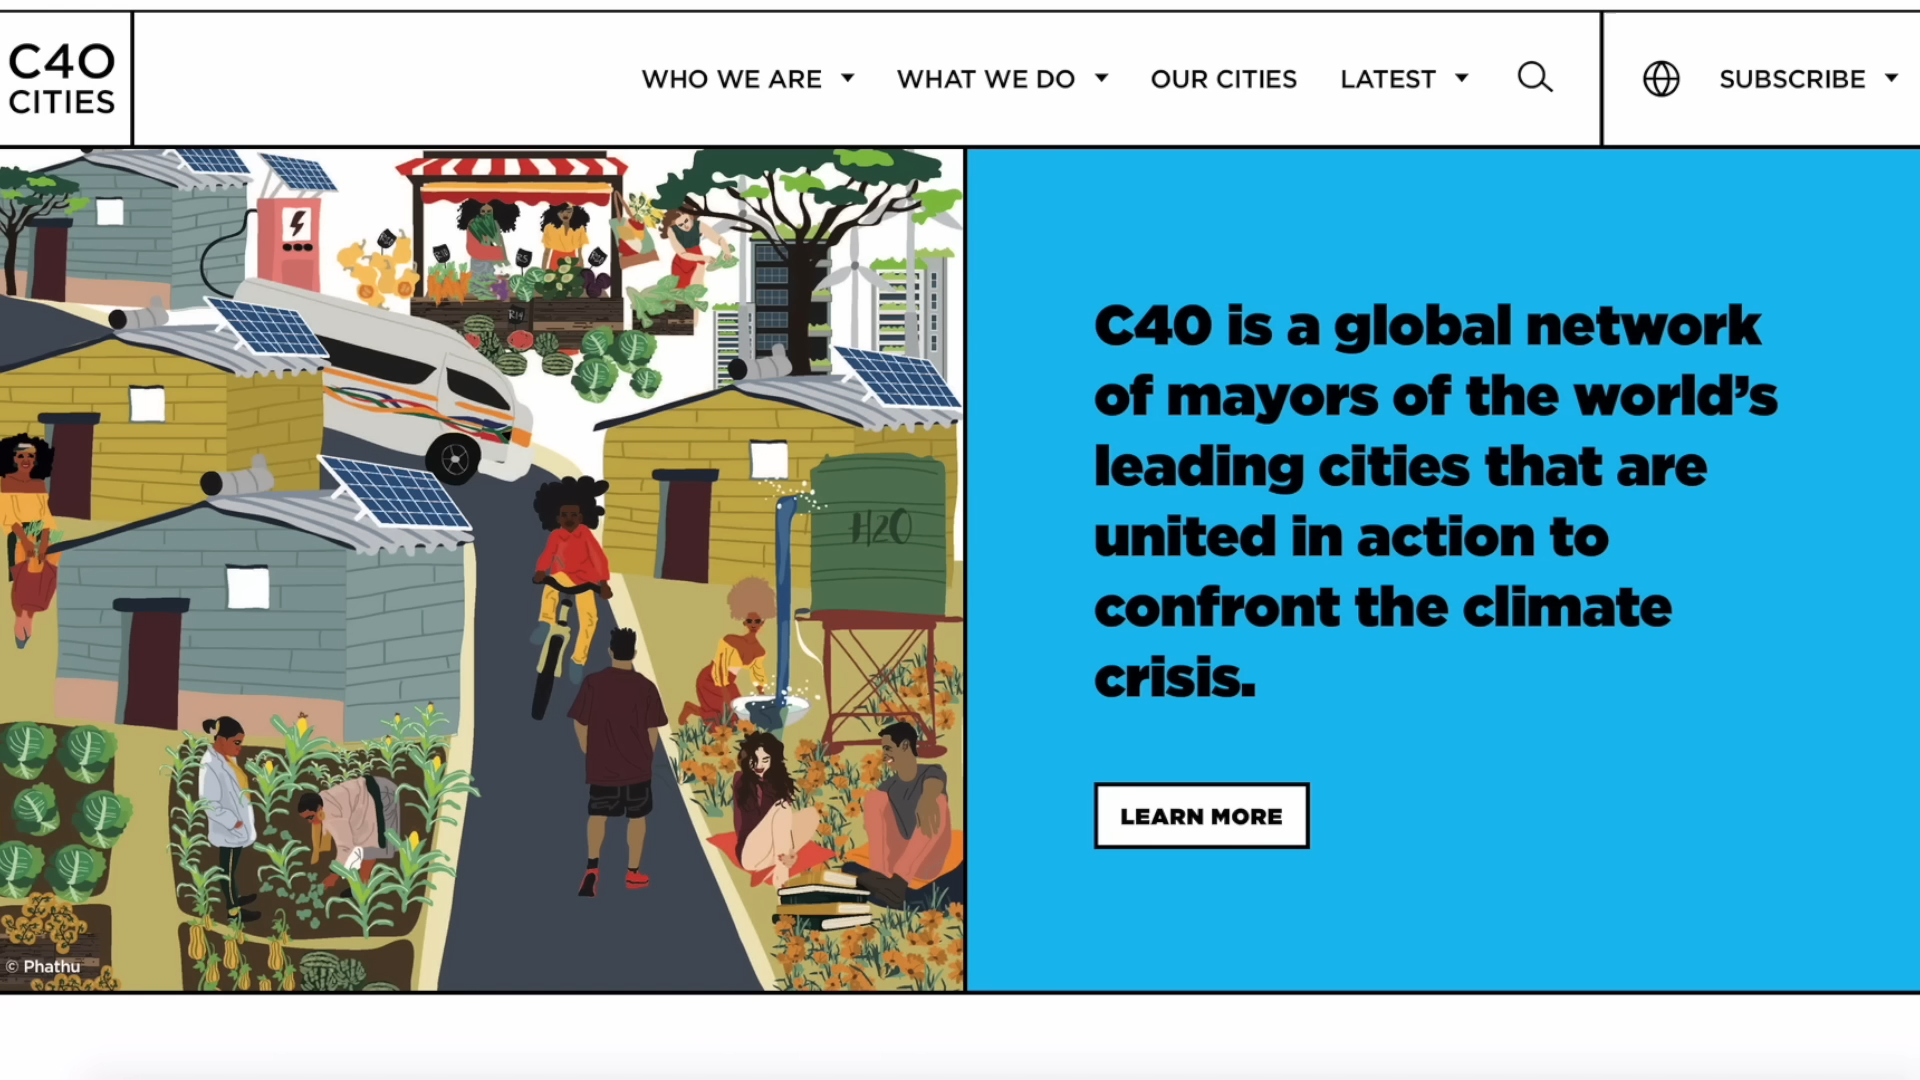 C40
CITIES
WHO WE ARE
WHAT WE DO
OUR CITIES
LATEST
SUBSCRIBE
C40 is a global network
of mayors of the world’s
leading cities that are
united in action to
confront the climate
crisis.
LEARN MORE
H2O
© Phathu